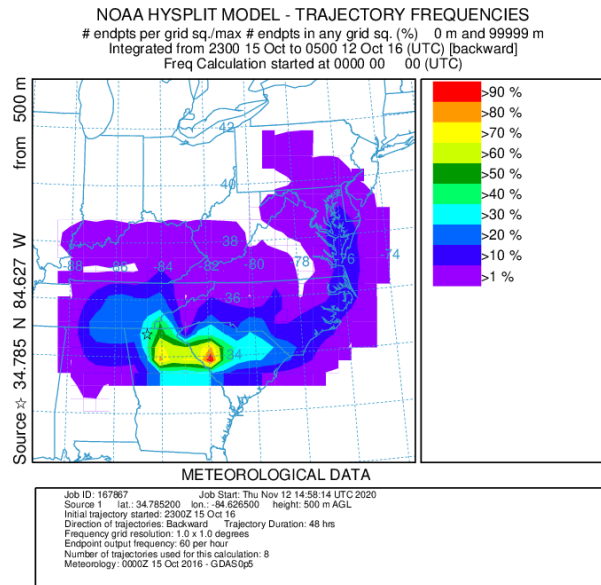 NOAA HYSPLIT MODEL - TRAJECTORY FREQUENCIES
# endpts per grid sq./max # endpts in any grid sq. (%) 0 m and 99999 m
Integrated from 2300 15 Oct to 0500 12 Oct 16 (UTC) [backward]
Freq Calculation started at 0000 00 00 (UTC)
Source ☆ 34.785 N 84.627 W from 500 m
42
40
38
-88 -86 -84 -82 -80 -78 -76 -74
36
34
>90 %
>80 %
>70 %
>60 %
>50 %
>40 %
>30 %
>20 %
>10 %
>1 %
METEOROLOGICAL DATA
Job ID: 167867 Job Start: Thu Nov 12 14:58:14 UTC 2020
Source 1 lat.: 34.785200 lon.: -84.626500 height: 500 m AGL
Initial trajectory started: 2300Z 15 Oct 16
Direction of trajectories: Backward Trajectory Duration: 48 hrs
Frequency grid resolution: 1.0 x 1.0 degrees
Endpoint output frequency: 60 per hour
Number of trajectories used for this calculation: 8
Meteorology: 0000Z 15 Oct 2016 - GDAS0p5